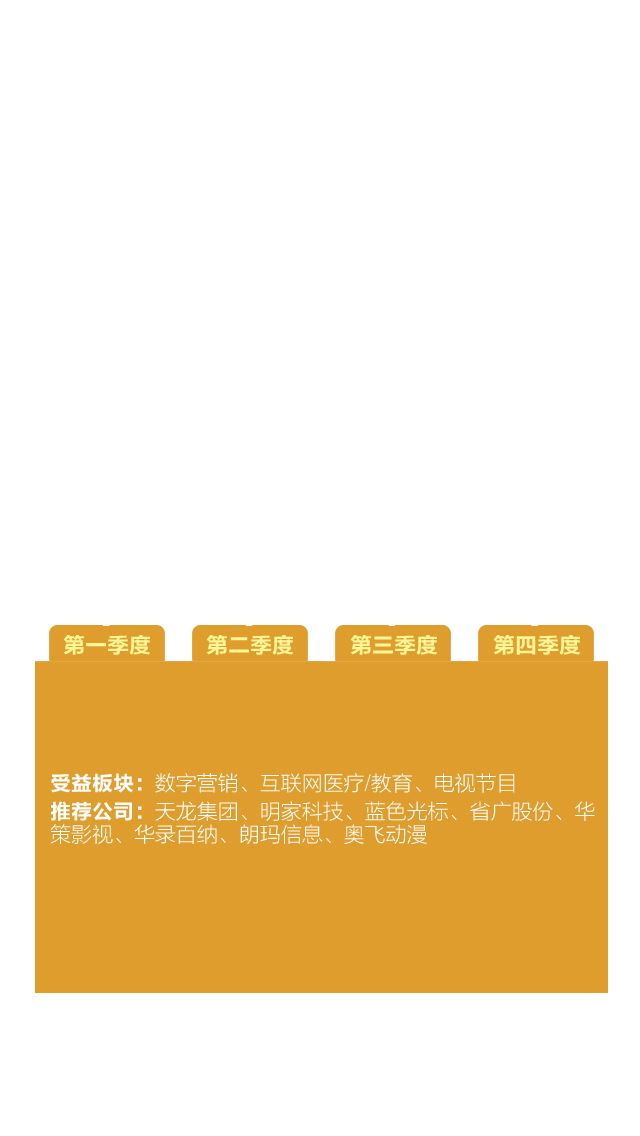 第一季度 第二季度 第三季度 第四季度
受益板块：数字营销、互联网医疗/教育、电视节目
推荐公司：天龙集团、明家科技、蓝色光标、省广股份、华
策影视、华录百纳、朗玛信息、奥飞动漫